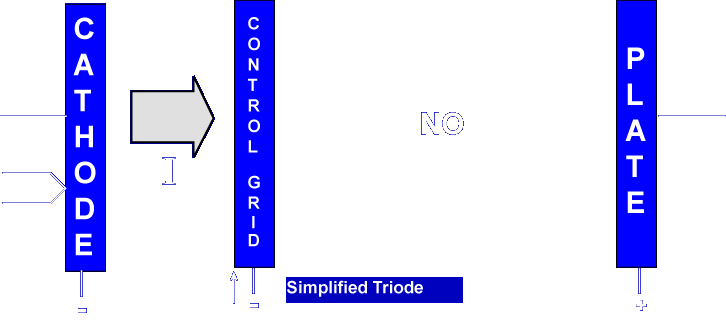 CATHODE
I
CONTROL GRID
NO
PLATE
-
-
Simplified Triode
+